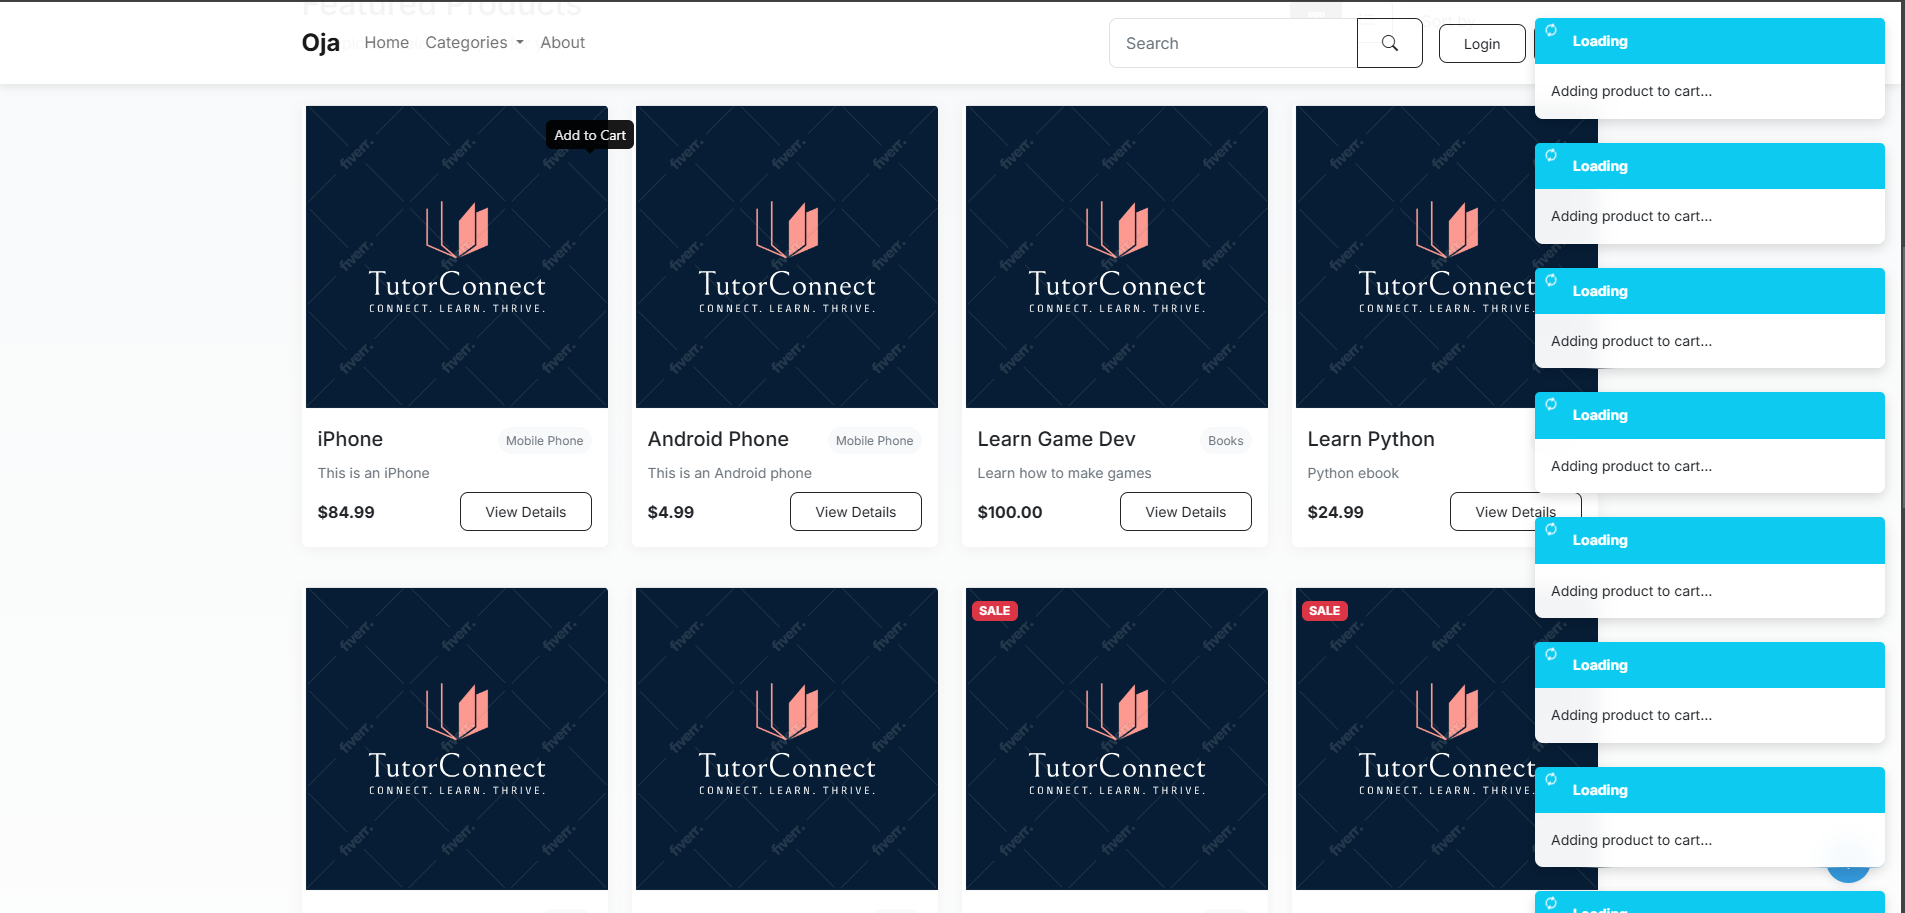 Featured Products
Oja
Home
Categories
About
Search
Login
Sort by
Add to Cart
Loading
Adding product to cart...
Loading
Adding product to cart...
Loading
Adding product to cart...
Loading
Adding product to cart...
Loading
Adding product to cart...
Loading
Adding product to cart...
Loading
Adding product to cart...
Loading
TutorConnect
CONNECT. LEARN. THRIVE.
TutorConnect
CONNECT. LEARN. THRIVE.
TutorConnect
CONNECT. LEARN. THRIVE.
TutorConnect
CONNECT. LEARN. THRIVE.
fiverr.
iPhone
Mobile Phone
This is an iPhone
$84.99
View Details
Android Phone
Mobile Phone
This is an Android phone
$4.99
View Details
Learn Game Dev
Books
Learn how to make games
$100.00
View Details
Learn Python
Python ebook
$24.99
View Details
TutorConnect
CONNECT. LEARN. THRIVE.
TutorConnect
CONNECT. LEARN. THRIVE.
SALE
TutorConnect
CONNECT. LEARN. THRIVE.
SALE
TutorConnect
CONNECT. LEARN. THRIVE.